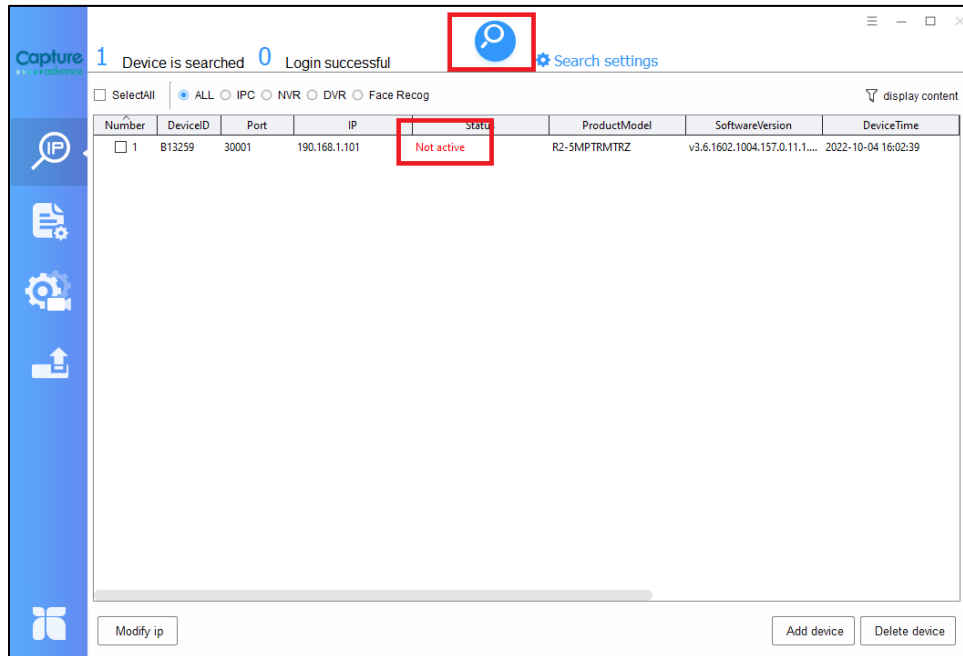 Capture
advance
1 Device is searched 0 Login successful
Search settings
SelectAll ALL IPC NVR DVR Face Recog
display content
Number DeviceID Port IP Status ProductModel SoftwareVersion DeviceTime
1 B13259 30001 190.168.1.101 Not active R2-5MPTRMTRZ v3.6.1602.1004.157.0.11.1.... 2022-10-04 16:02:39
IP
Modify ip
Add device
Delete device